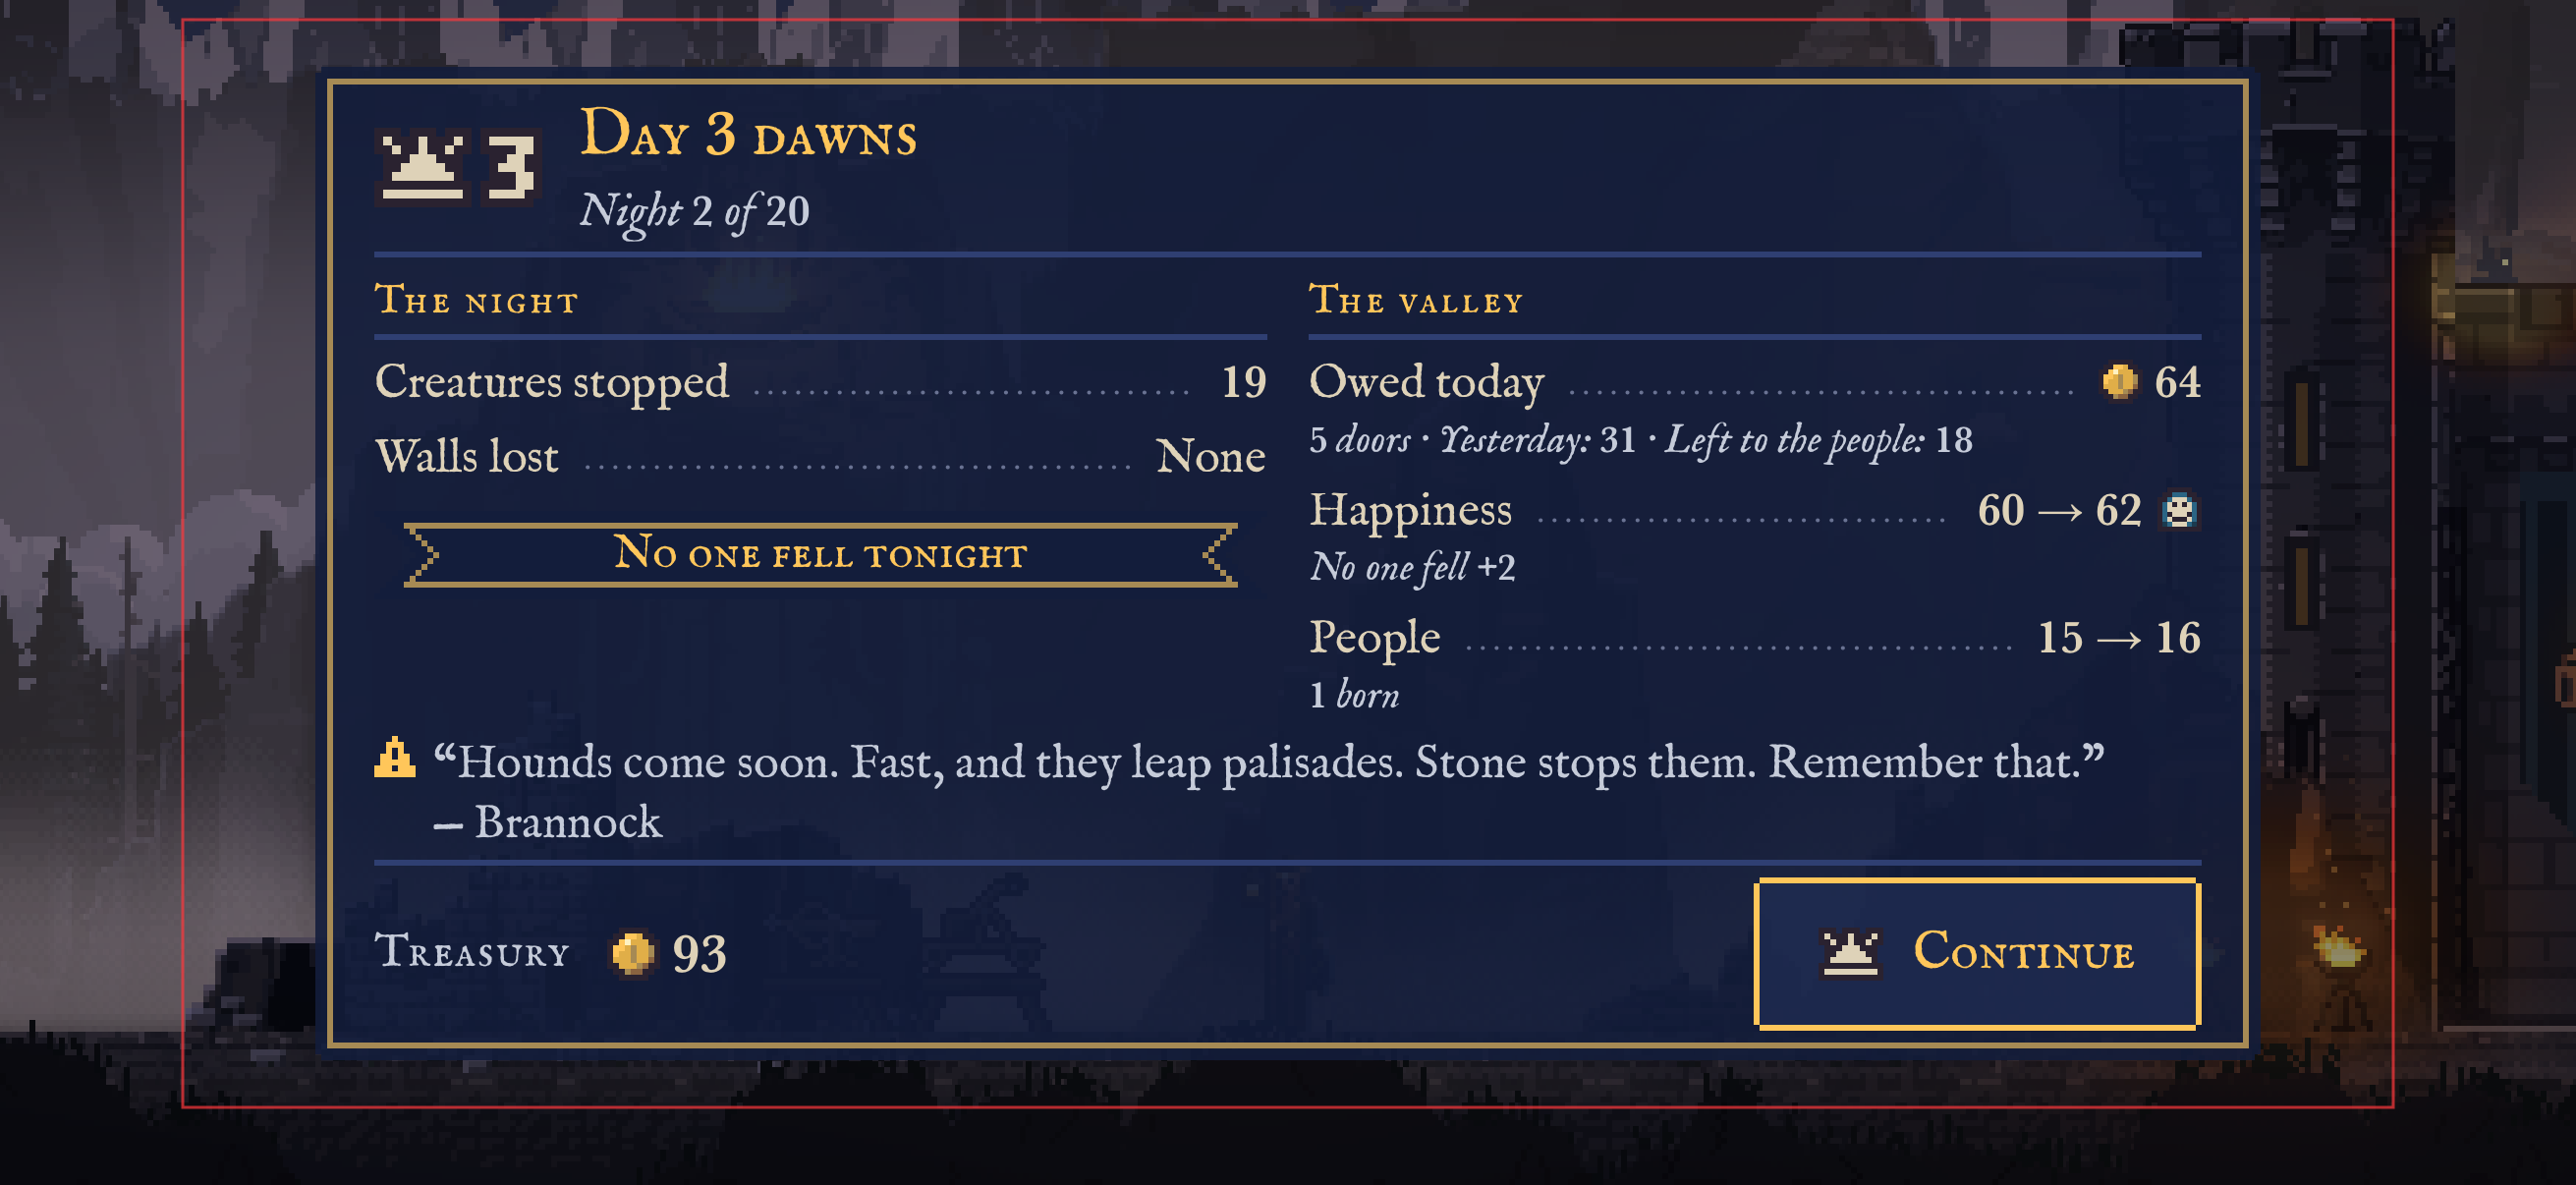 3
Day 3 dawns
Night 2 of 20
The night
Creatures stopped 19
Walls lost None
No one fell tonight
The valley
Owed today 64
5 doors · Yesterday: 31 · Left to the people: 18
Happiness 60 → 62
No one fell +2
People 15 → 16
1 born
“Hounds come soon. Fast, and they leap palisades. Stone stops them. Remember that.”
— Brannock
Treasury 93
Continue